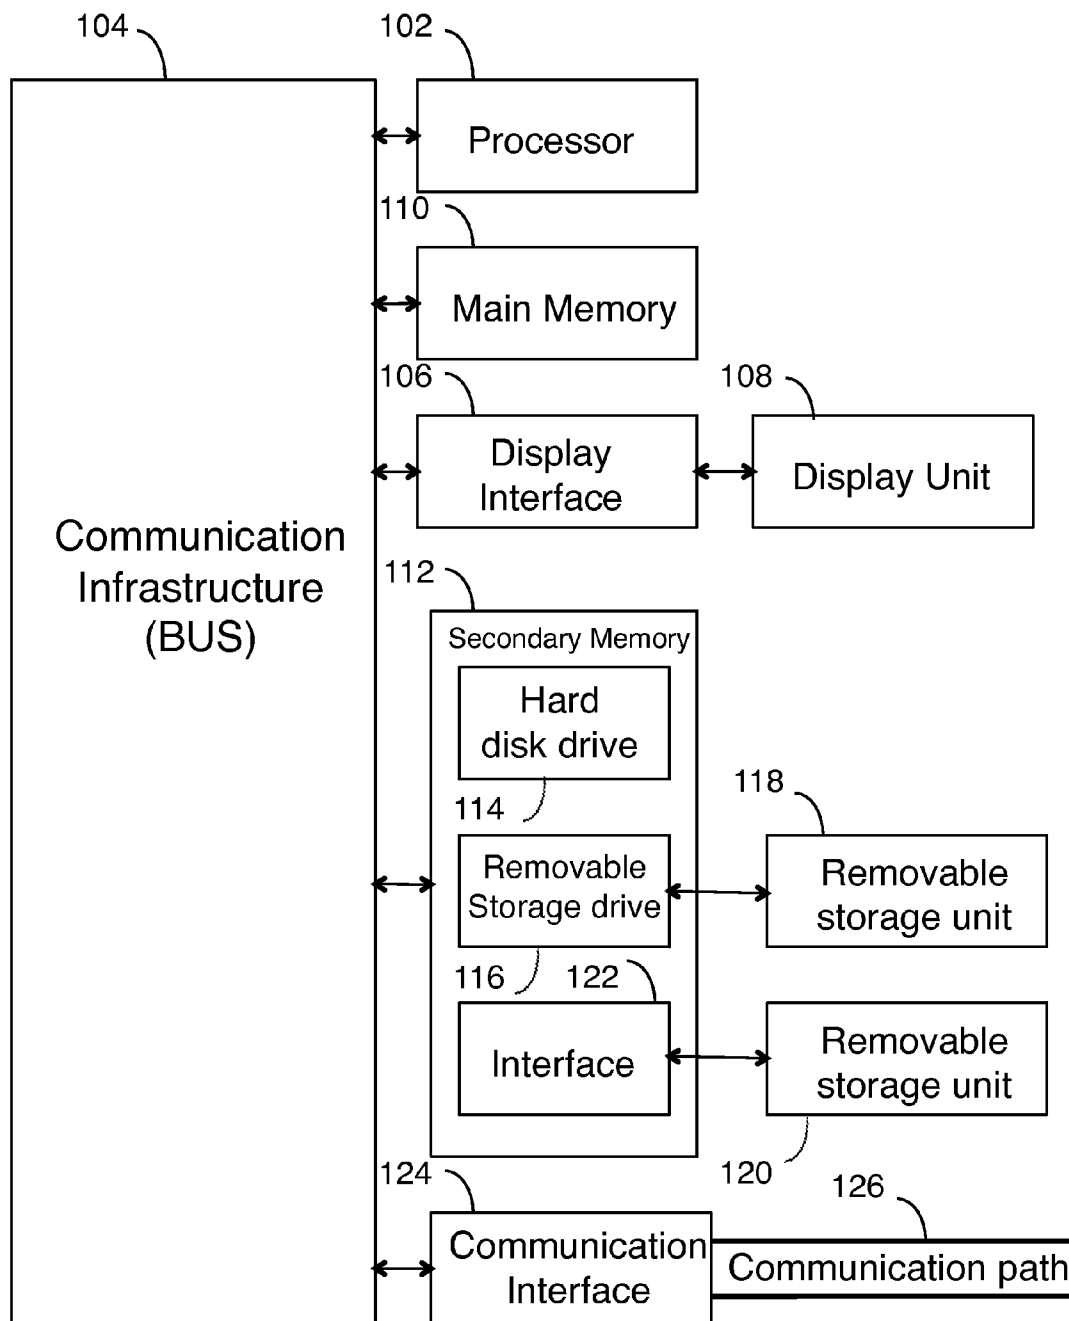 104
102
Processor
110
Main Memory
106
108
Display
Interface
Display Unit
Communication
Infrastructure
(BUS)
112
Secondary Memory
Hard
disk drive
114
118
Removable
Storage drive
Removable
storage unit
116
122
Interface
Removable
storage unit
120
124
126
Communication
Interface
Communication path